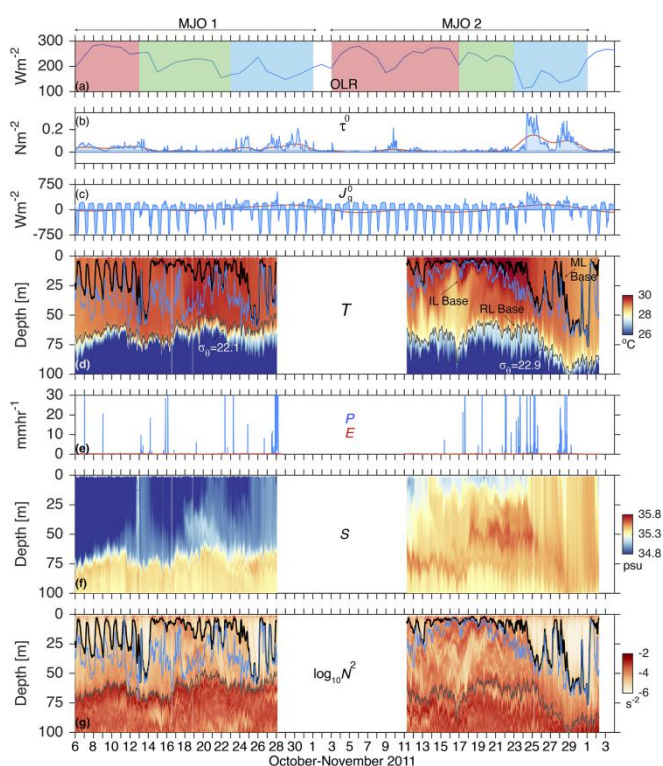 MJO 1 MJO 2
300
200
100
Wm-2
(a)
OLR
(b)
τ0
0.2
0
Nm-2
(c)
Jq0
750
0
-750
Wm-2
0
25
50
75
100
Depth [m]
(d)
σθ=22.1
T
IL Base
RL Base
ML Base
σθ=22.9
30
28
26
°C
30
20
10
0
mmhr-1
(e)
P
E
0
25
50
75
100
Depth [m]
(f)
S
35.8
35.3
34.8
psu
0
25
50
75
100
Depth [m]
(g)
log10N2
-2
-4
-6
s-2
6 8 10 12 14 16 18 20 22 24 26 28 30 1 3 5 7 9 11 13 15 17 19 21 23 25 27 29 1 3
October-November 2011